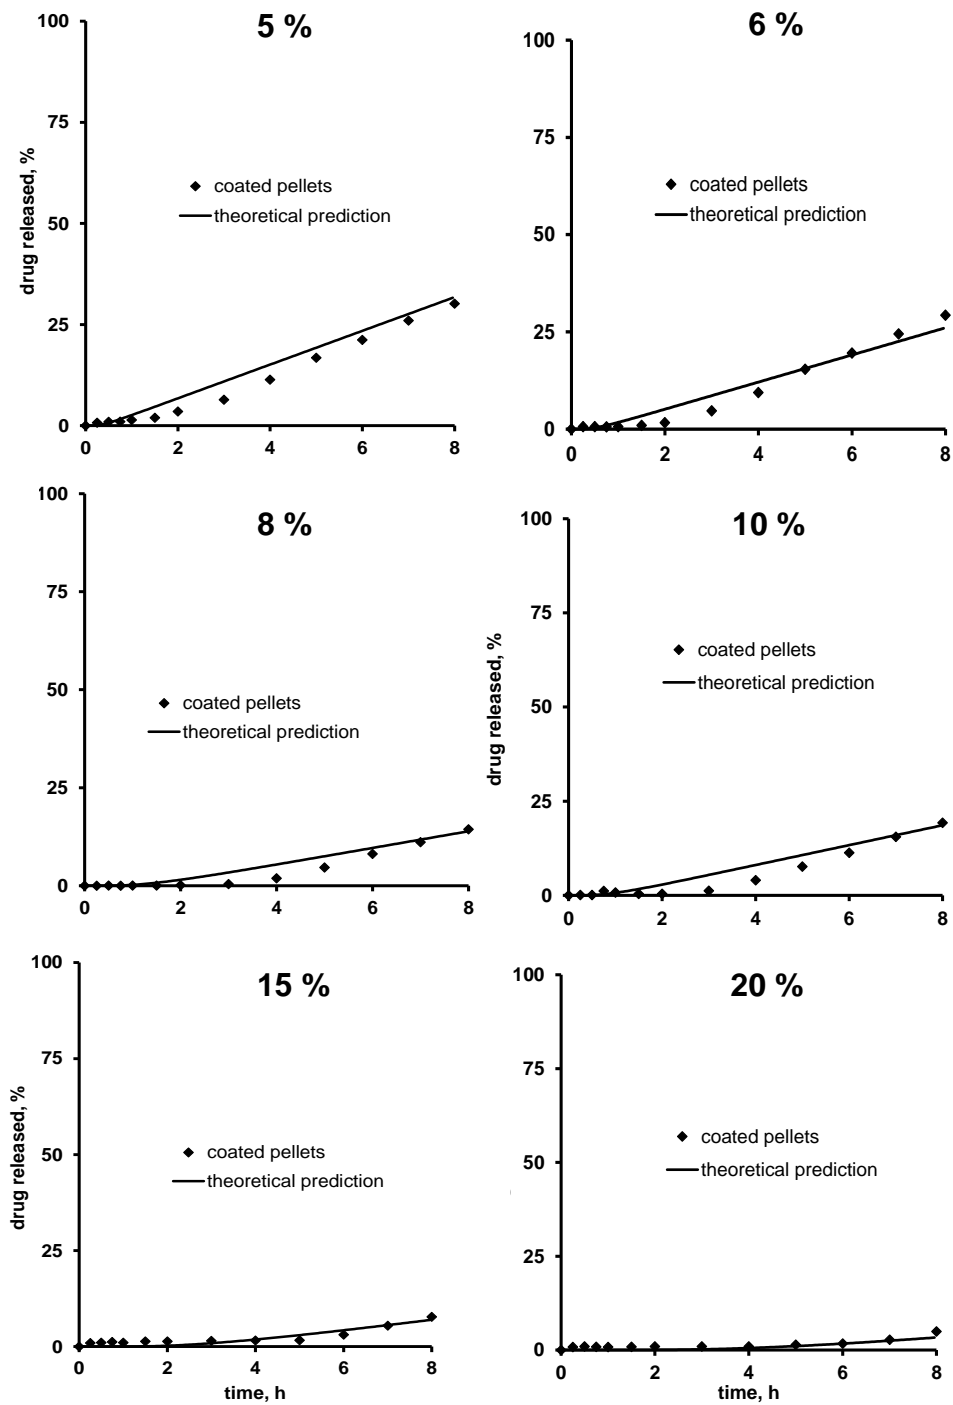 5 %
100
75
50
25
0
drug released, %
coated pellets
theoretical prediction
0 2 4 6 8
6 %
100
75
50
25
0
coated pellets
theoretical prediction
0 2 4 6 8
8 %
100
75
50
25
0
coated pellets
theoretical prediction
0 2 4 6 8
10 %
100
75
50
25
0
drug released, %
coated pellets
theoretical prediction
0 2 4 6 8
15 %
100
75
50
25
0
drug released, %
coated pellets
theoretical prediction
0 2 4 6 8
time, h
20 %
100
75
50
25
0
coated pellets
theoretical prediction
0 2 4 6 8
time, h